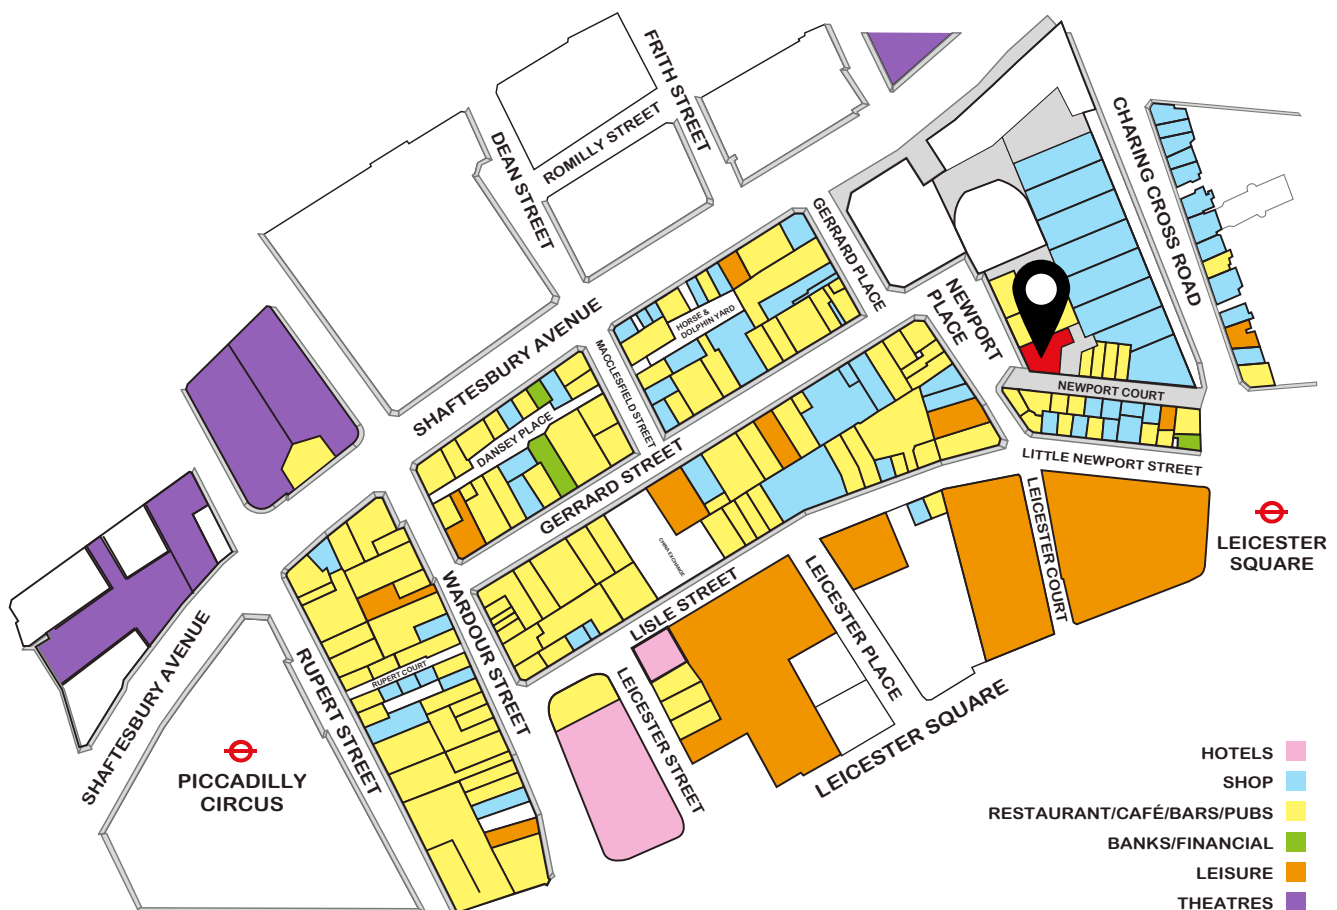 FRITH STREET
ROMILLY STREET
DEAN STREET
CHARING CROSS ROAD
GERRARD PLACE
NEWPORT
PLACE
SHAFTESBURY AVENUE
HORSE &
DOLPHIN YARD
MACCLESFIELD STREET
DANSEY PLACE
GERRARD STREET
NEWPORT COURT
LITTLE NEWPORT STREET
LEICESTER COURT
LEICESTER
SQUARE
CHINA EXCHANGE
LISLE STREET
LEICESTER PLACE
WARDOUR STREET
RUPERT COURT
RUPERT STREET
SHAFTESBURY AVENUE
LEICESTER STREET
LEICESTER SQUARE
PICCADILLY
CIRCUS
HOTELS
SHOP
RESTAURANT/CAFÉ/BARS/PUBS
BANKS/FINANCIAL
LEISURE
THEATRES